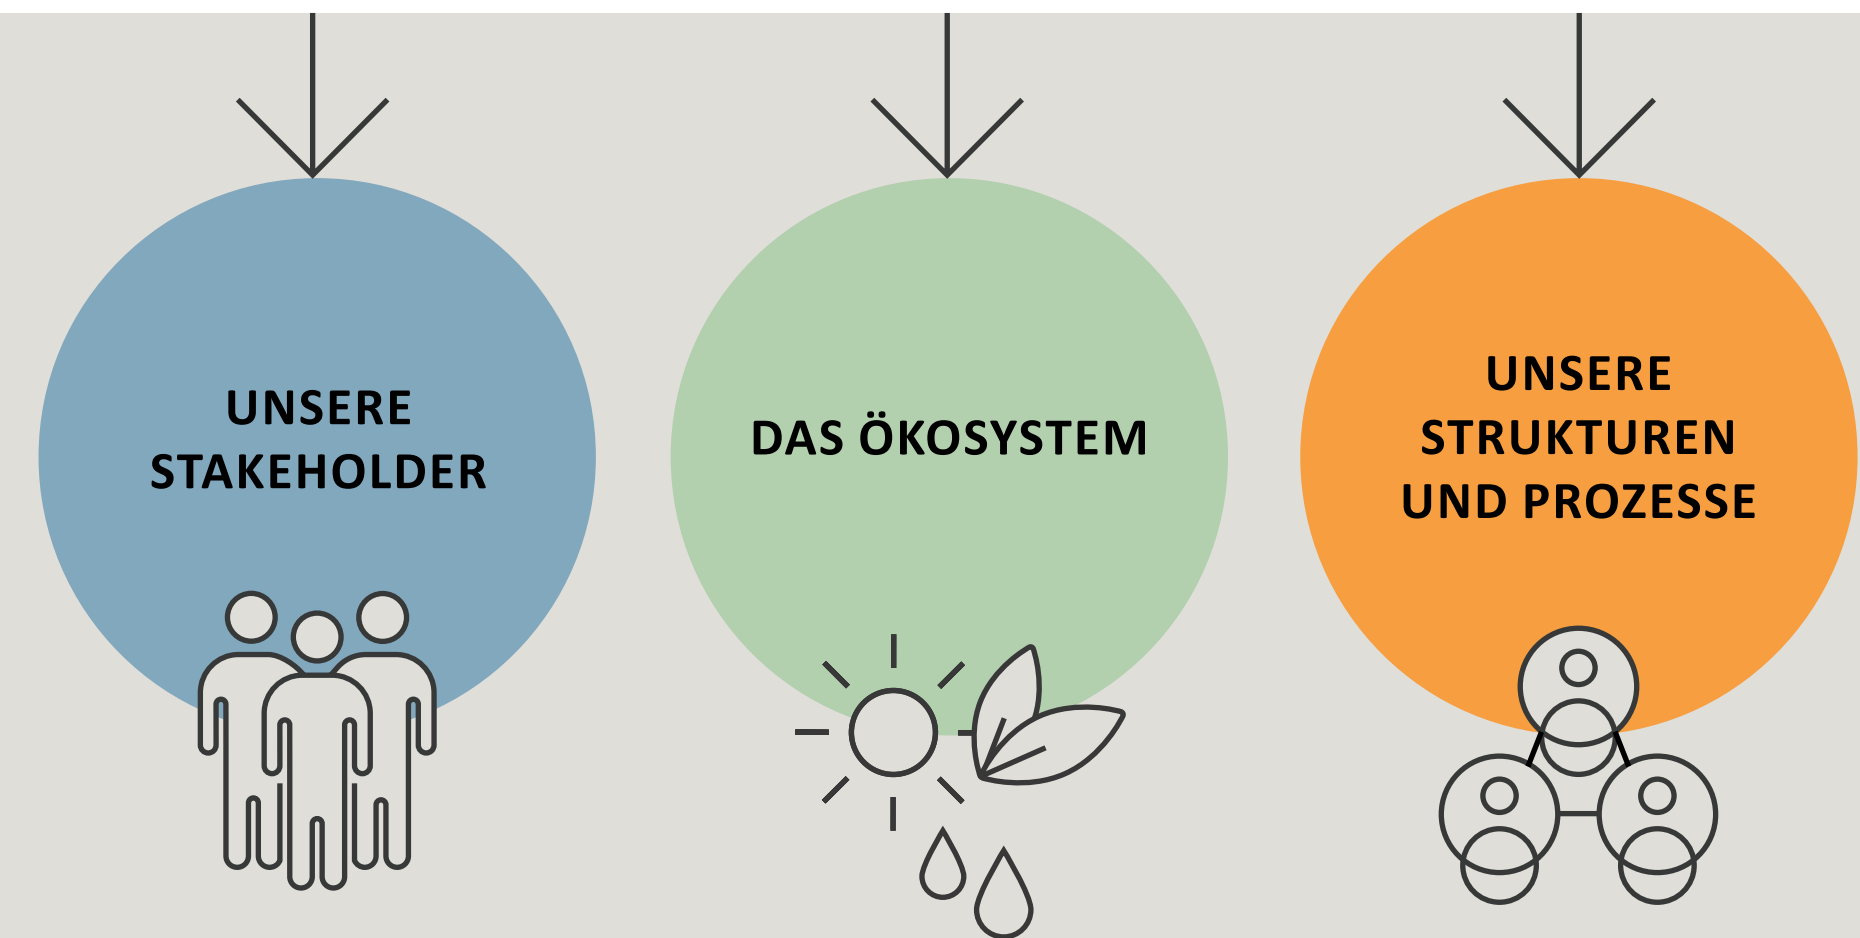 UNSERE
STAKEHOLDER
DAS ÖKOSYSTEM
UNSERE
STRUKTUREN
UND PROZESSE